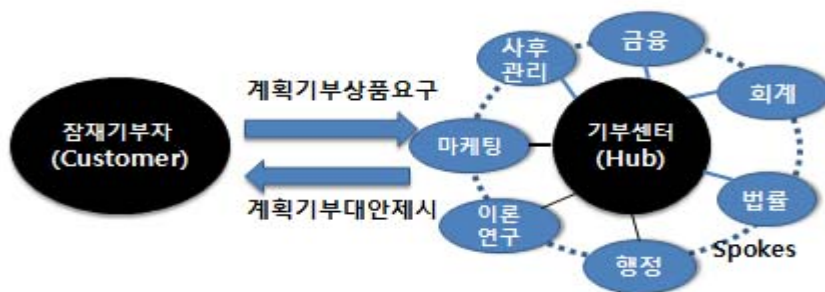 잠재기부자
(Customer)
계획기부상품요구
계획기부대안제시
마케팅
사후
관리
금융
회계
기부센터
(Hub)
법률
이론
연구
행정
Spokes